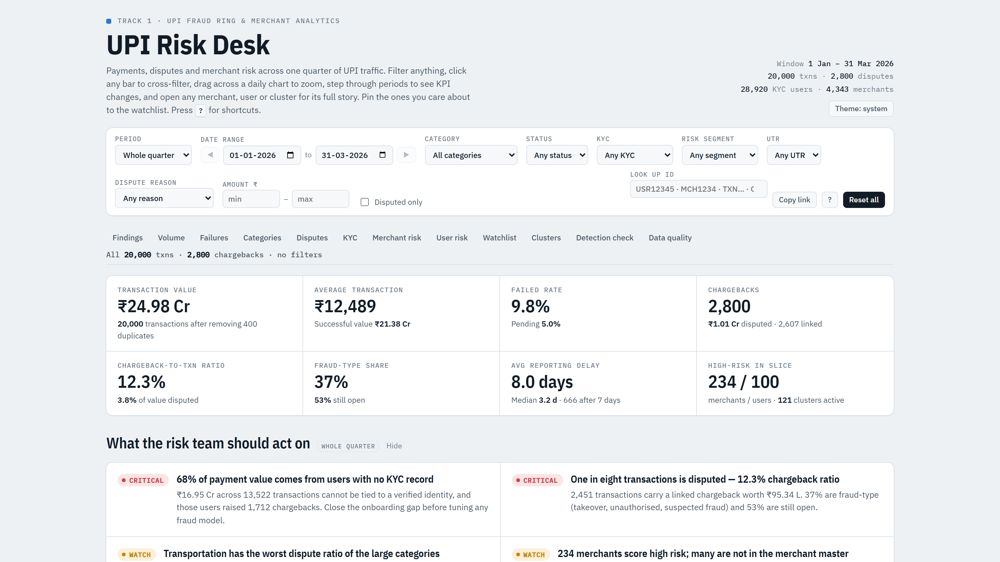 TRACK 1 · UPI FRAUD RING & MERCHANT ANALYTICS
UPI Risk Desk
Payments, disputes and merchant risk across one quarter of UPI traffic. Filter anything, click
any bar to cross-filter, drag across a daily chart to zoom, step through periods to see KPI
changes, and open any merchant, user or cluster for its full story. Pin the ones you care about
to the watchlist. Press ? for shortcuts.
Window 1 Jan – 31 Mar 2026
20,000 txns · 2,800 disputes
28,920 KYC users · 4,343 merchants
Theme: system
PERIOD DATE RANGE CATEGORY STATUS KYC RISK SEGMENT UTR
Whole quarter ◀ 01-01-2026 to 31-03-2026 ▶ All categories Any status Any KYC Any segment Any UTR
DISPUTE REASON AMOUNT ₹ LOOK UP ID
Any reason min – max Disputed only USR12345 · MCH1234 · TXN... · C Copy link ? Reset all
Findings Volume Failures Categories Disputes KYC Merchant risk User risk Watchlist Clusters Detection check Data quality
All 20,000 txns · 2,800 chargebacks · no filters
TRANSACTION VALUE
₹24.98 Cr
20,000 transactions after removing 400
duplicates
AVERAGE TRANSACTION
₹12,489
Successful value ₹21.38 Cr
FAILED RATE
9.8%
Pending 5.0%
CHARGEBACKS
2,800
₹1.01 Cr disputed · 2,607 linked
CHARGEBACK-TO-TXN RATIO
12.3%
3.8% of value disputed
FRAUD-TYPE SHARE
37%
53% still open
AVG REPORTING DELAY
8.0 days
Median 3.2 d · 666 after 7 days
HIGH-RISK IN SLICE
234 / 100
merchants / users · 121 clusters active
What the risk team should act on WHOLE QUARTER Hide
CRITICAL 68% of payment value comes from users with no KYC record
₹16.95 Cr across 13,522 transactions cannot be tied to a verified identity, and
those users raised 1,712 chargebacks. Close the onboarding gap before tuning any
fraud model.
CRITICAL One in eight transactions is disputed — 12.3% chargeback ratio
2,451 transactions carry a linked chargeback worth ₹95.34 L. 37% are fraud-type
(takeover, unauthorised, suspected fraud) and 53% are still open.
WATCH Transportation has the worst dispute ratio of the large categories
WATCH 234 merchants score high risk; many are not in the merchant master